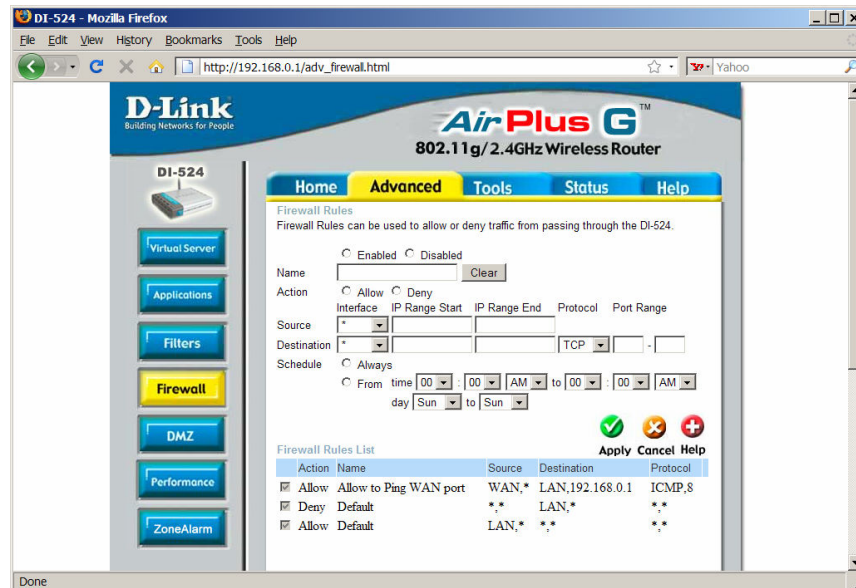 DI-524 - Mozilla Firefox
File Edit View History Bookmarks Tools Help
http://192.168.0.1/adv_firewall.html
Yahoo
D-Link
Building Networks for People
Air Plus G TM
802.11g/2.4GHz Wireless Router
DI-524
Home Advanced Tools Status Help
Virtual Server
Applications
Filters
Firewall
DMZ
Performance
ZoneAlarm
Firewall Rules
Firewall Rules can be used to allow or deny traffic from passing through the DI-524.
Enabled Disabled
Name Clear
Action Allow Deny
Interface IP Range Start IP Range End Protocol Port Range
Source *
Destination * TCP -
Schedule Always
From time 00 : 00 AM to 00 : 00 AM
day Sun to Sun
Apply Cancel Help
Firewall Rules List
Action Name Source Destination Protocol
Allow Allow to Ping WAN port WAN,* LAN,192.168.0.1 ICMP,8
Deny Default *,* LAN,* *,*
Allow Default LAN,* *,* *,*
Done